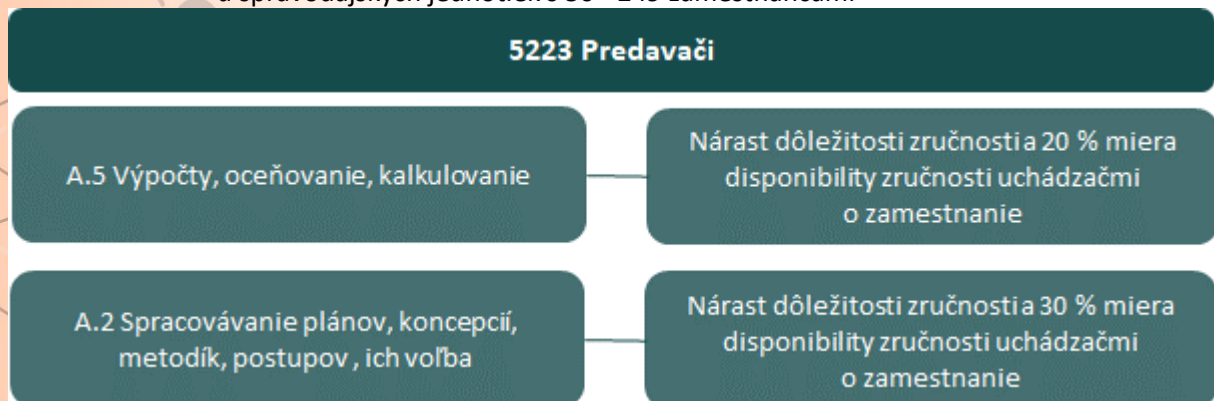 5223 Predavači
A.5 Výpočty, oceňovanie, kalkulovanie
Nárast dôležitosti zručnosti a 20 % miera
disponibility zručnosti uchádzačmi
o zamestnanie
A.2 Spracovávanie plánov, koncepcií,
metodík, postupov , ich voľba
Nárast dôležitosti zručnosti a 30 % miera
disponibility zručnosti uchádzačmi
o zamestnanie